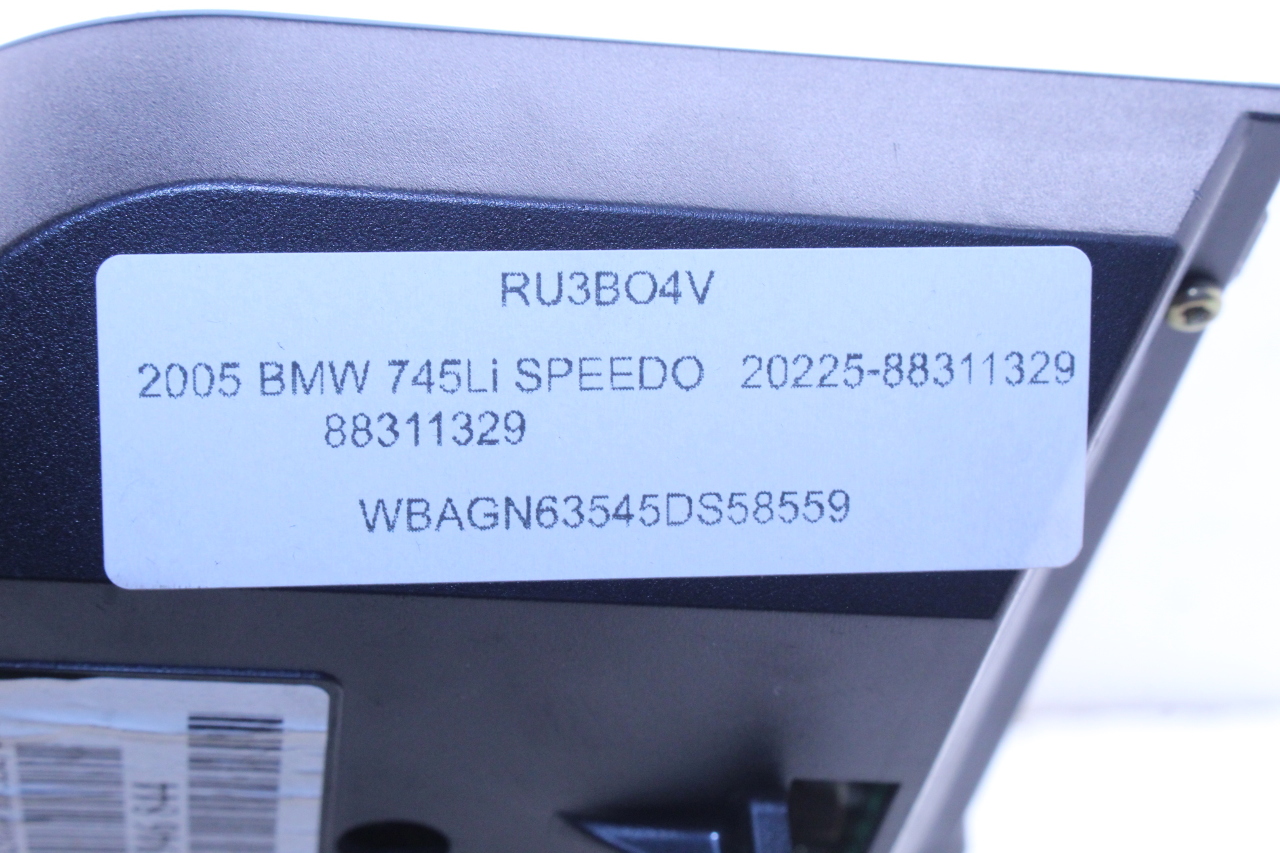 RU3BO4V
2005 BMW 745Li SPEEDO 20225-88311329
88311329
WBAGN63545DS58559